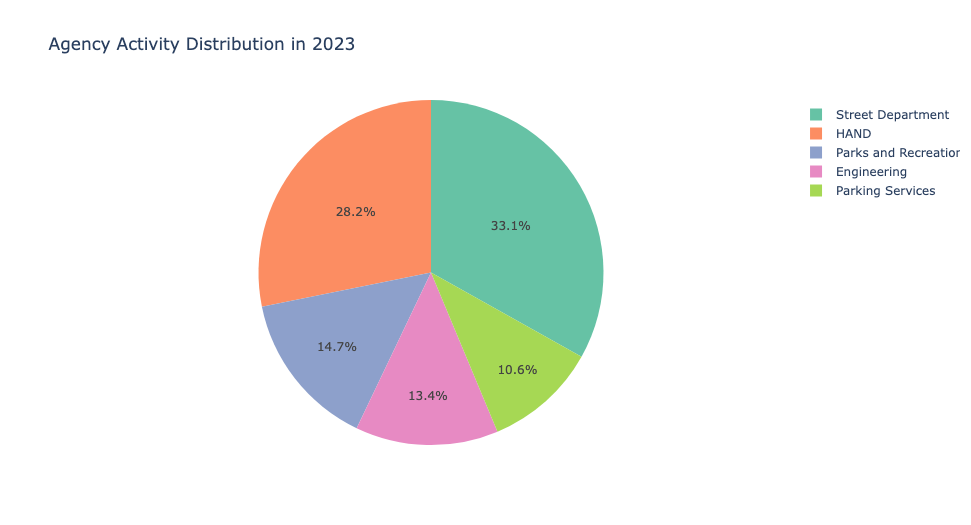 Agency Activity Distribution in 2023
Street Department
HAND
Parks and Recreation
Engineering
Parking Services
28.2%
33.1%
14.7%
10.6%
13.4%